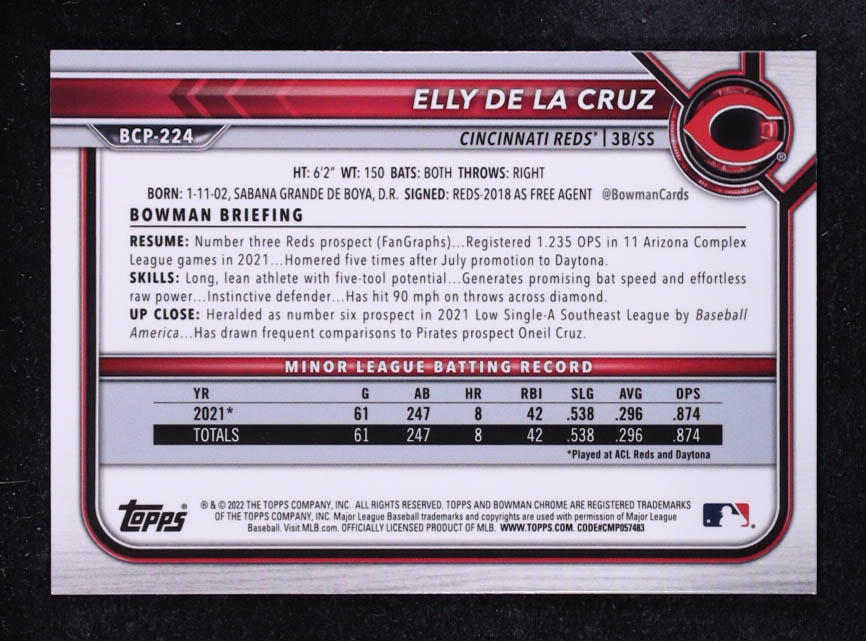 ELLY DE LA CRUZ
BCP-224
CINCINNATI REDS® | 3B/SS
®
HT: 6'2" WT: 150 BATS: BOTH THROWS: RIGHT
BORN: 1-11-02, SABANA GRANDE DE BOYA, D.R. SIGNED: REDS-2018 AS FREE AGENT @BowmanCards
BOWMAN BRIEFING
RESUME: Number three Reds prospect (FanGraphs)...Registered 1.235 OPS in 11 Arizona Complex
League games in 2021...Homered five times after July promotion to Daytona.
SKILLS: Long, lean athlete with five-tool potential...Generates promising bat speed and effortless
raw power...Instinctive defender...Has hit 90 mph on throws across diamond.
UP CLOSE: Heralded as number six prospect in 2021 Low Single-A Southeast League by Baseball
America...Has drawn frequent comparisons to Pirates prospect Oneil Cruz.
MINOR LEAGUE BATTING RECORD
YR G AB HR RBI SLG AVG OPS
2021* 61 247 8 42 .538 .296 .874
TOTALS 61 247 8 42 .538 .296 .874
*Played at ACL Reds and Daytona
TOPPS®
® & © 2022 THE TOPPS COMPANY, INC. ALL RIGHTS RESERVED. TOPPS AND BOWMAN CHROME ARE REGISTERED TRADEMARKS
OF THE TOPPS COMPANY, INC. Major League Baseball trademarks and copyrights are used with permission of Major League
Baseball. Visit MLB.com. OFFICIALLY LICENSED PRODUCT OF MLB. WWW.TOPPS.COM. CODE#CMP057483